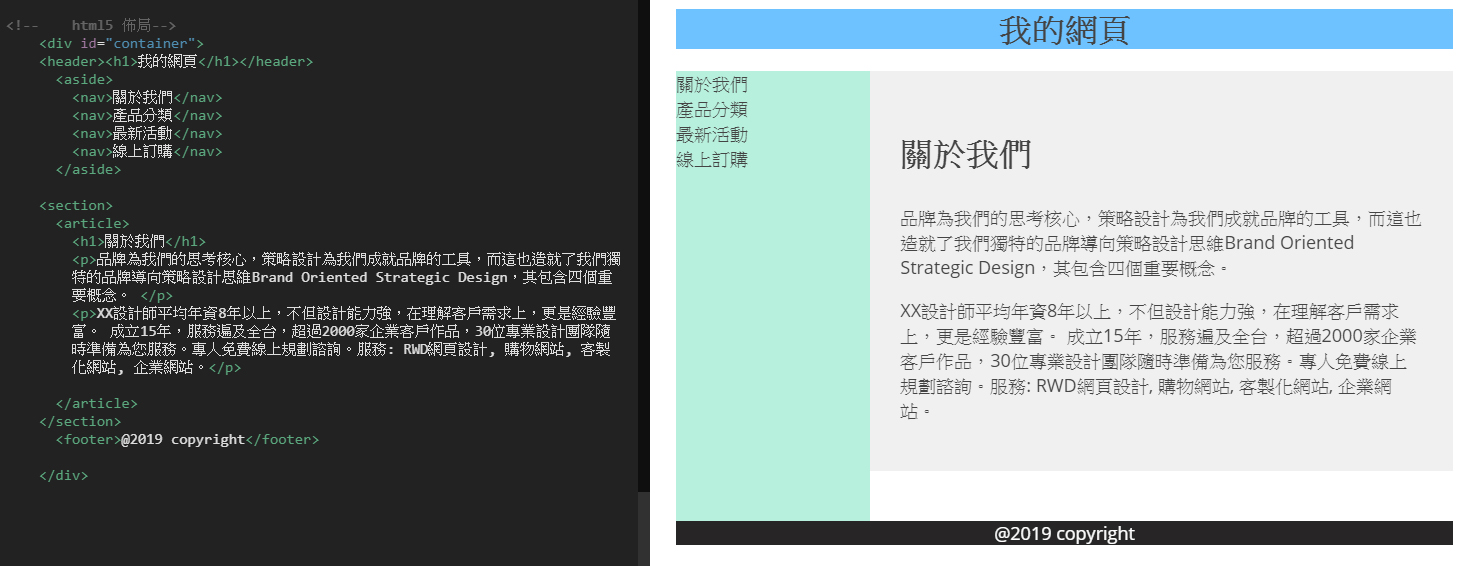 <!-- html5 佈局-->
<div id="container">
<header><h1>我的網頁</h1></header>
<aside>
<nav>關於我們</nav>
<nav>產品分類</nav>
<nav>最新活動</nav>
<nav>線上訂購</nav>
</aside>
<section>
<article>
<h1>關於我們</h1>
<p>品牌為我們的思考核心，策略設計為我們成就品牌的工具，而這也造就了我們獨
特的品牌導向策略設計思維Brand Oriented Strategic Design，其包含四個重
要概念。 </p>
<p>XX設計師平均年資8年以上，不但設計能力強，在理解客戶需求上，更是經驗豐
富。 成立15年，服務遍及全台，超過2000家企業客戶作品，30位專業設計團隊隨
時準備為您服務。專人免費線上規劃諮詢。服務: RWD網頁設計, 購物網站, 客製
化網站, 企業網站。</p>
</article>
</section>
<footer>@2019 copyright</footer>
</div>
我的網頁
關於我們
產品分類
最新活動
線上訂購
關於我們
品牌為我們的思考核心，策略設計為我們成就品牌的工具，而這也
造就了我們獨特的品牌導向策略設計思維Brand Oriented
Strategic Design，其包含四個重要概念。
XX設計師平均年資8年以上，不但設計能力強，在理解客戶需求
上，更是經驗豐富。 成立15年，服務遍及全台，超過2000家企業
客戶作品，30位專業設計團隊隨時準備為您服務。專人免費線上
規劃諮詢。服務: RWD網頁設計, 購物網站, 客製化網站, 企業網
站。
@2019 copyright